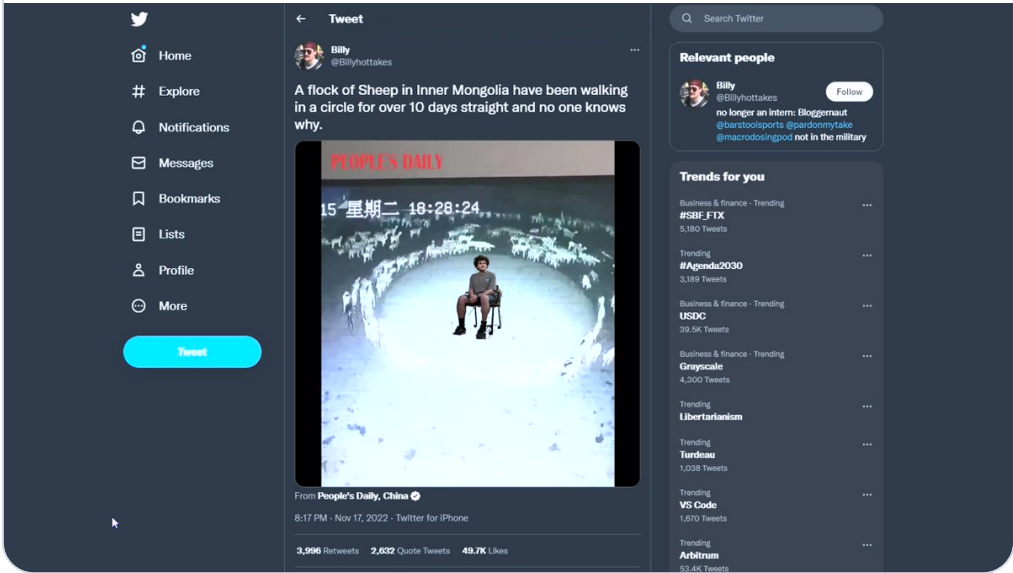 Tweet
Search Twitter
Home
Explore
Notifications
Messages
Bookmarks
Lists
Profile
More
Tweet
Billy
@Billyhottakes
A flock of Sheep in Inner Mongolia have been walking
in a circle for over 10 days straight and no one knows
why.
PEOPLE'S DAILY
15 星期二 18:28:24
From People's Daily, China
8:17 PM · Nov 17, 2022 · Twitter for iPhone
3,996 Retweets 2,632 Quote Tweets 49.7K Likes
Relevant people
Billy
@Billyhottakes
Follow
no longer an intern: Bloggernaut
@barstoolsports @pardonmytake
@macrodosingpod not in the military
Trends for you
Business & finance · Trending
#SBF_FTX
5,180 Tweets
Trending
#Agenda2030
3,189 Tweets
Business & finance · Trending
USDC
39.5K Tweets
Business & finance · Trending
Grayscale
4,300 Tweets
Trending
Libertarianism
Trending
Turdeau
1,038 Tweets
Trending
VS Code
1,670 Tweets
Trending
Arbitrum
53.4K Tweets